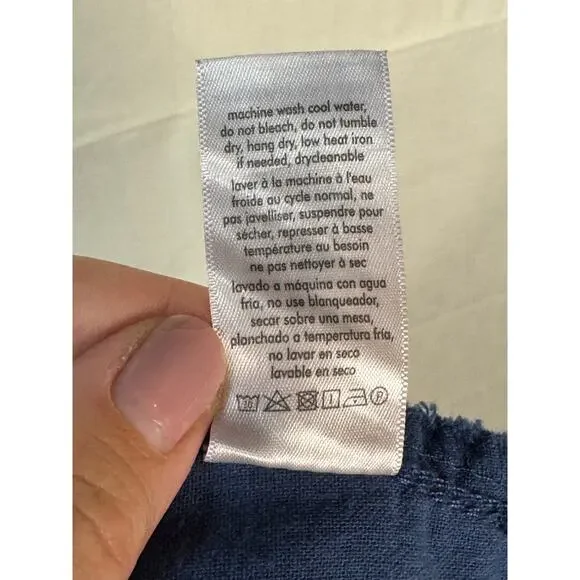 machine wash cool water,
do not bleach, do not tumble
dry, hang dry, low heat iron
if needed, drycleanable
laver à la machine à l'eau
froide au cycle normal, ne
pas javelliser, suspendre pour
sécher, represser à basse
température au besoin
ne pas nettoyer à sec
lavado a máquina con agua
fria, no use blanqueador,
secar sobre una mesa,
planchado a temperatura fria,
no lavar en seco
lavable en seco
P